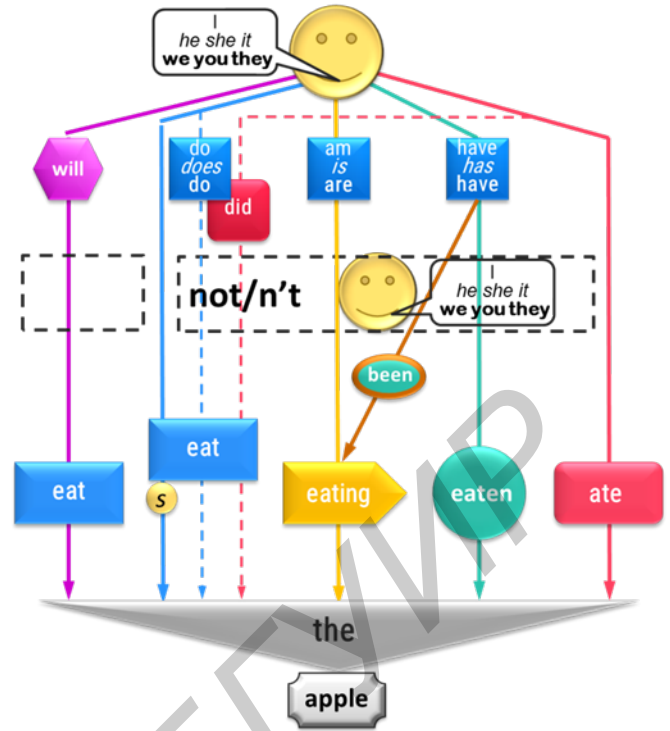 I
he she it
we you they
will
do
does
do
did
am
is
are
have
has
have
not/n't
I
he she it
we you they
been
eat
eat
s
eating
eaten
ate
the
apple
БГУИР